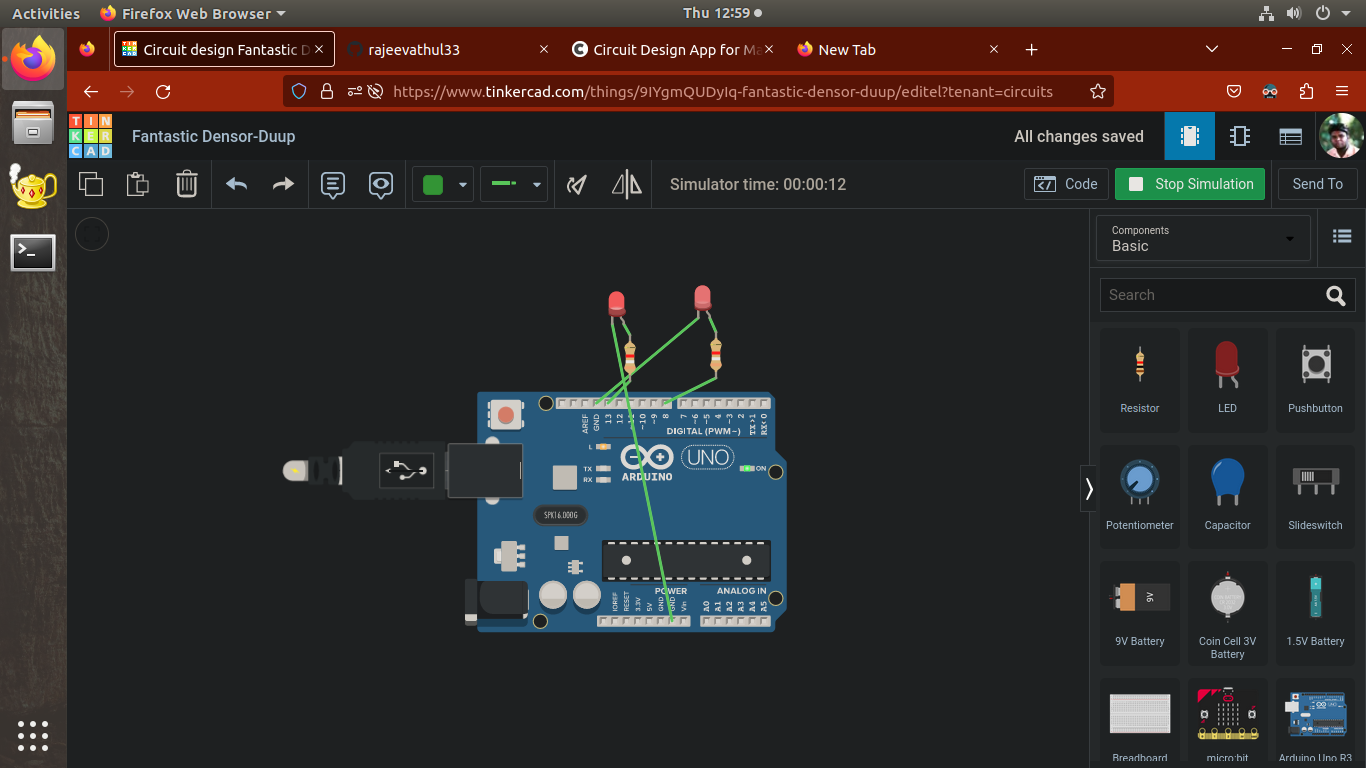 Activities
Firefox Web Browser
Thu 12:59
Circuit design Fantastic D
rajeevathul33
Circuit Design App for Ma
New Tab
https://www.tinkercad.com/things/9IYgmQUDyIq-fantastic-densor-duup/editel?tenant=circuits
TIN
KER
CAD
Fantastic Densor-Duup
All changes saved
Simulator time: 00:00:12
Code
Stop Simulation
Send To
Components
Basic
Search
Resistor
LED
Pushbutton
Potentiometer
Capacitor
Slideswitch
9V
9V Battery
Coin Cell 3V
Battery
1.5V Battery
Breadboard
micro:bit
Arduino Uno R3
AREF
GND
13
12
~10
~9
8
7
~6
~5
4
~3
2
TX►1
RX◄0
DIGITAL (PWM~)
L
TX
RX
ARDUINO
UNO
ON
SPK16.000G
POWER
ANALOG IN
IOREF
RESET
3.3V
5V
GND
GND
Vin
A0
A1
A2
A3
A4
A5